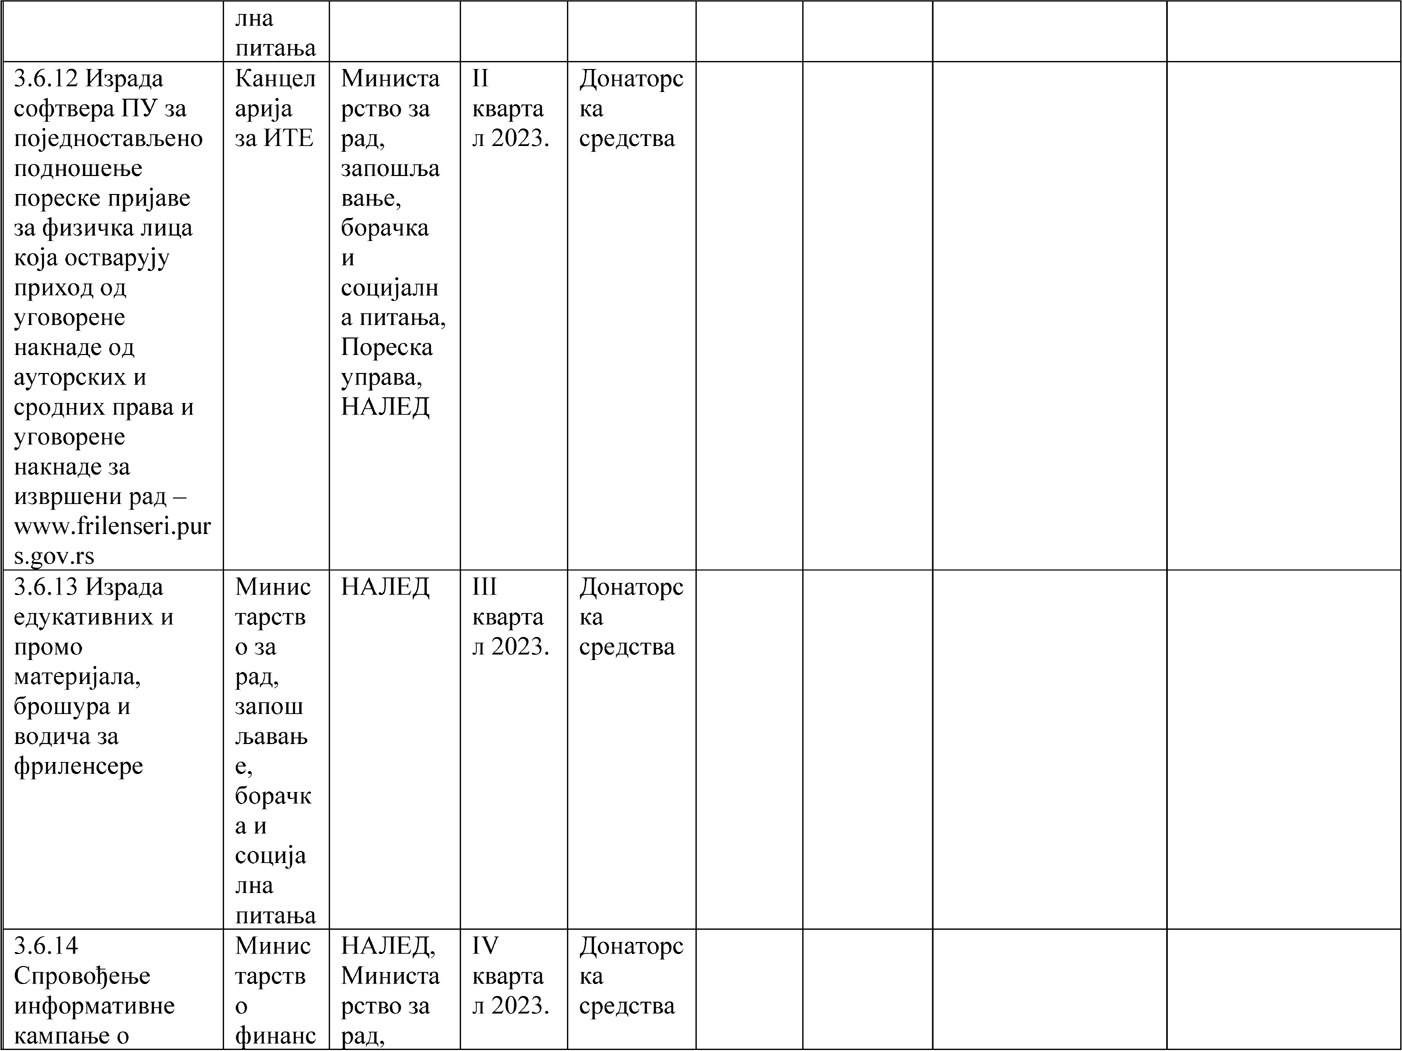 лна
питања
3.6.12 Израда
софтвера ПУ за
поједностављено
подношење
пореске пријаве
за физичка лица
која остварују
приход од
уговорене
накнаде од
ауторских и
сродних права и
уговорене
накнаде за
извршени рад –
www.frilenseri.pur
s.gov.rs
Канцел
арија
за ИТЕ
Министа
рство за
рад,
запошља
вање,
борачка
и
социјалн
а питања,
Пореска
управа,
НАЛЕД
II
кварта
л 2023.
Донаторс
ка
средства
3.6.13 Израда
едукативних и
промо
материјала,
брошура и
водича за
фриленсере
Минис
тарств
о за
рад,
запош
љавањ
е,
борачк
а и
соција
лна
питања
НАЛЕД
III
кварта
л 2023.
Донаторс
ка
средства
3.6.14
Спровођење
информативне
кампање о
Минис
тарств
о
финанс
НАЛЕД,
Министа
рство за
рад,
IV
кварта
л 2023.
Донаторс
ка
средства